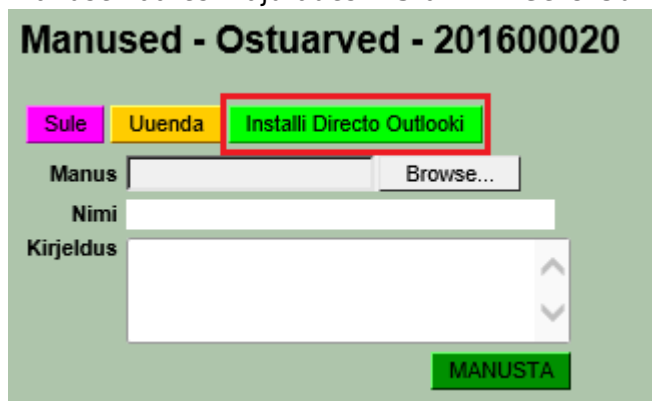 Manused - Ostuarved - 201600020
Sule Uuenda Installi Directo Outlooki
Manus Browse...
Nimi
Kirjeldus
MANUSTA